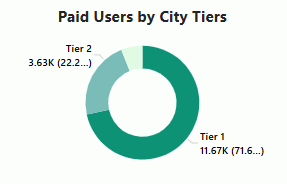 Paid Users by City Tiers
Tier 2
3.63K (22.2...)
Tier 1
11.67K (71.6...)